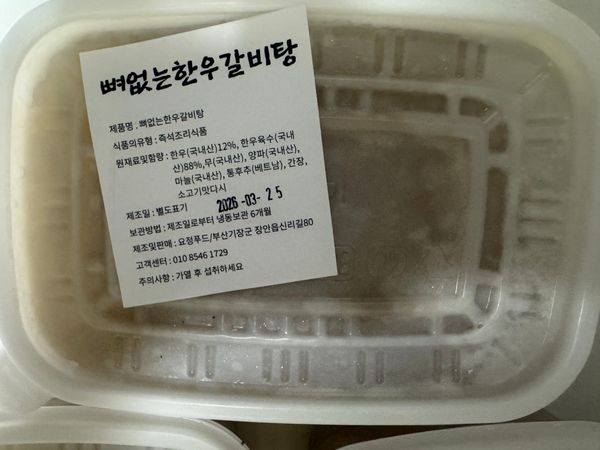 뼈없는한우갈비탕
제품명 : 뼈없는한우갈비탕
식품의유형 : 즉석조리식품
원재료및함량 : 한우(국내산)12%, 한우육수(국내
산)88%,무(국내산), 양파(국내산),
마늘(국내산), 통후추(베트남), 간장,
소고기맛다시
제조일 : 별도표기 2026-03-25
보관방법 : 제조일로부터 냉동보관 6개월
제조및판매 : 요정푸드/부산기장군 장안읍신리길80
고객센터 : 010 8546 1729
주의사항 : 가열 후 섭취하세요